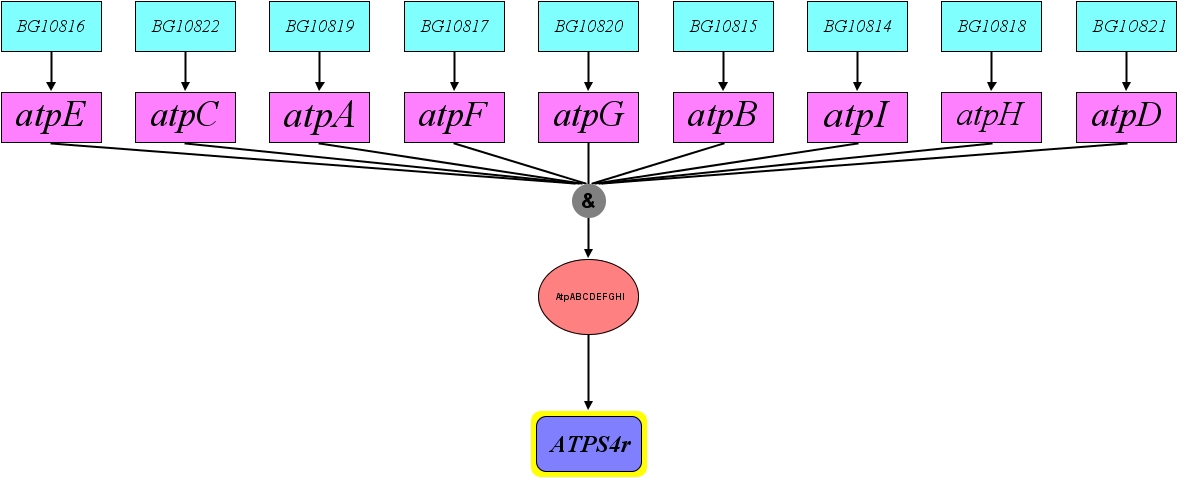 BG10816 BG10822 BG10819 BG10817 BG10820 BG10815 BG10814 BG10818 BG10821
atpE atpC atpA atpF atpG atpB atpI atpH atpD
&
AtpABCDEFGHI
ATPS4r